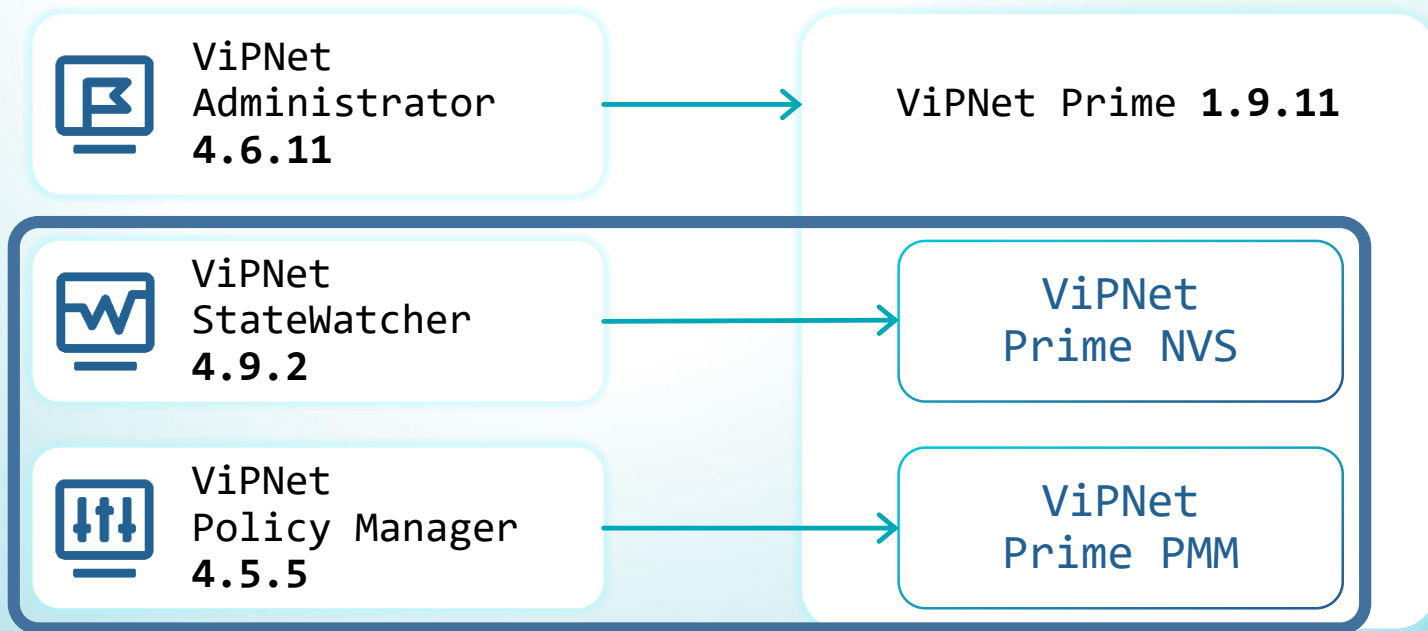 ViPNet
Administrator
4.6.11
ViPNet Prime 1.9.11
ViPNet
StateWatcher
4.9.2
ViPNet
Prime NVS
ViPNet
Policy Manager
4.5.5
ViPNet
Prime PMM